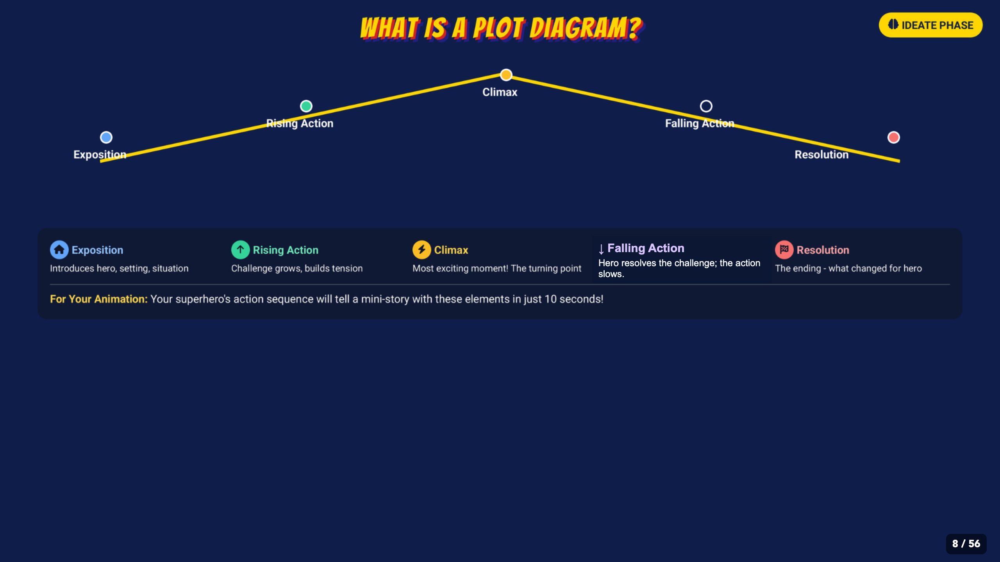 WHAT IS A PLOT DIAGRAM?
IDEATE PHASE
Climax
Rising Action
Falling Action
Exposition
Resolution
Exposition
Introduces hero, setting, situation
Rising Action
Challenge grows, builds tension
Climax
Most exciting moment! The turning point
↓ Falling Action
Hero resolves the challenge; the action
slows.
Resolution
The ending - what changed for hero
For Your Animation: Your superhero's action sequence will tell a mini-story with these elements in just 10 seconds!
8 / 56